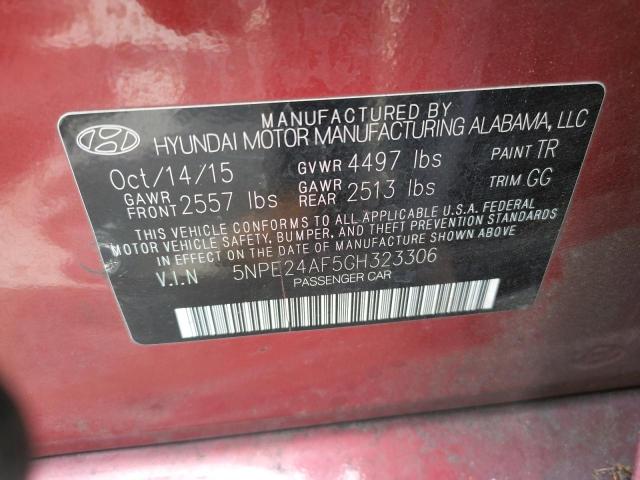 MANUFACTURED BY
HYUNDAI MOTOR MANUFACTURING ALABAMA, LLC
Oct/14/15 GVWR 4497 lbs PAINT TR
GAWR FRONT 2557 lbs GAWR REAR 2513 lbs TRIM GG
THIS VEHICLE CONFORMS TO ALL APPLICABLE U.S.A. FEDERAL
MOTOR VEHICLE SAFETY, BUMPER, AND THEFT PREVENTION STANDARDS
IN EFFECT ON THE DATE OF MANUFACTURE SHOWN ABOVE
V.I.N 5NPE24AF5GH323306
PASSENGER CAR